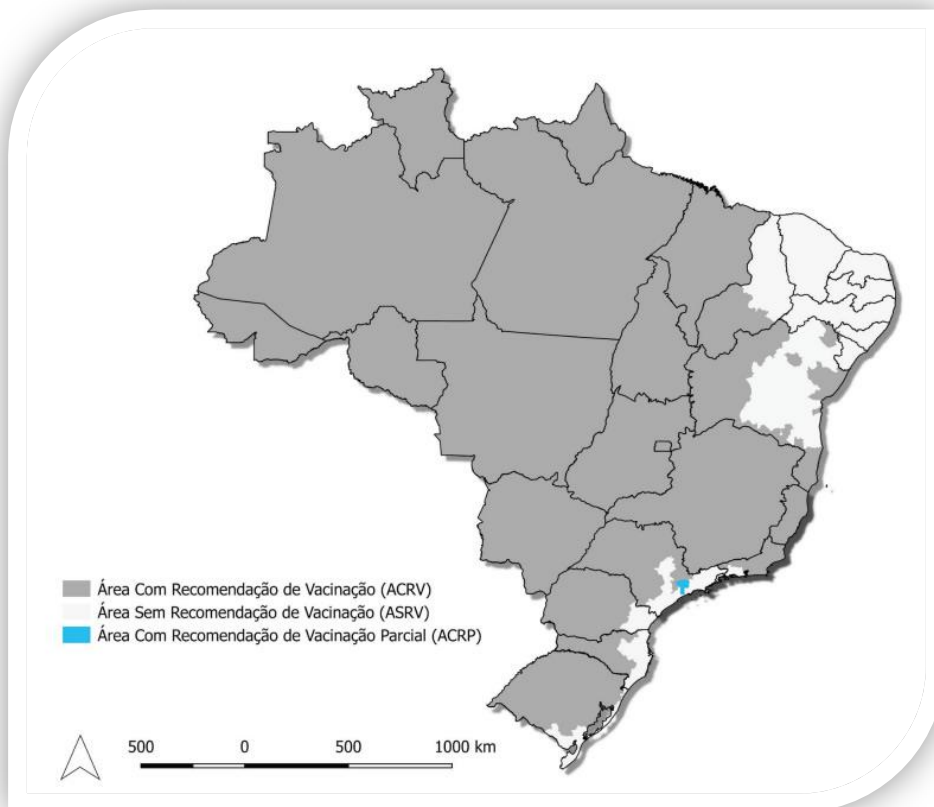 Área Com Recomendação de Vacinação (ACRV)
Área Sem Recomendação de Vacinação (ASRV)
Área Com Recomendação de Vacinação Parcial (ACRP)
500 0 500 1000 km